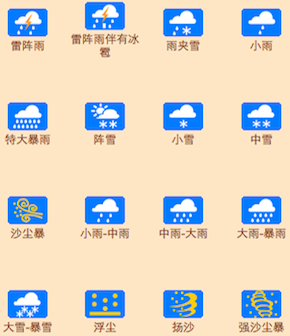 雷阵雨
雷阵雨伴有冰
雹
雨夹雪
小雨
特大暴雨
阵雪
小雪
中雪
沙尘暴
小雨-中雨
中雨-大雨
大雨-暴雨
大雪-暴雪
浮尘
扬沙
强沙尘暴